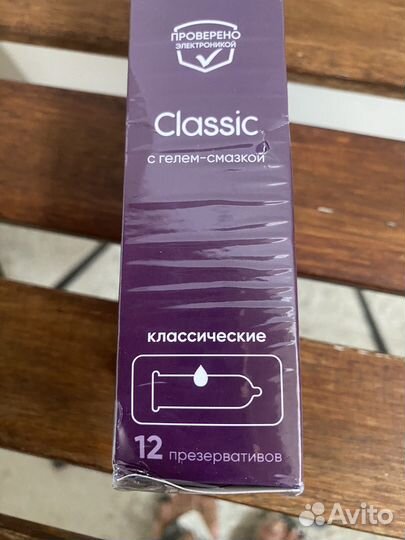 ПРОВЕРЕНО
ЭЛЕКТРОНИКОЙ
Classic
с гелем-смазкой
классические
12 презервативов
Avito